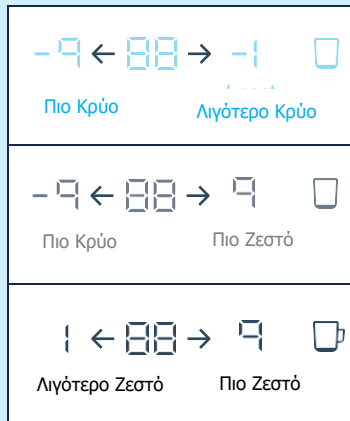 -9 ← 88 → -1
Πιο Κρύο Λιγότερο Κρύο
-9 ← 88 → 9
Πιο Κρύο Πιο Ζεστό
1 ← 88 → 9
Λιγότερο Ζεστό Πιο Ζεστό